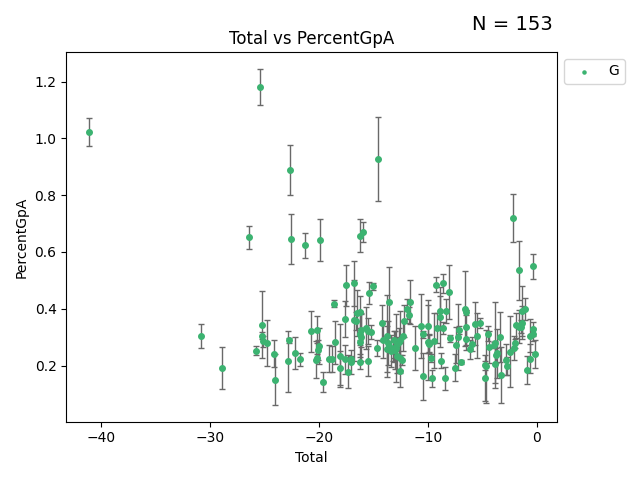 N = 153
Total vs PercentGpA
G
PercentGpA
1.2
1.0
0.8
0.6
0.4
0.2
−40
−30
−20
−10
0
Total